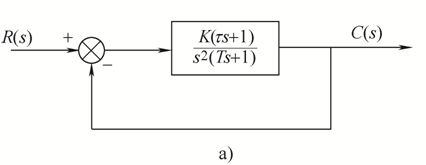 R(s)
+
−
K(τs+1)
s²(Ts+1)
C(s)
a)